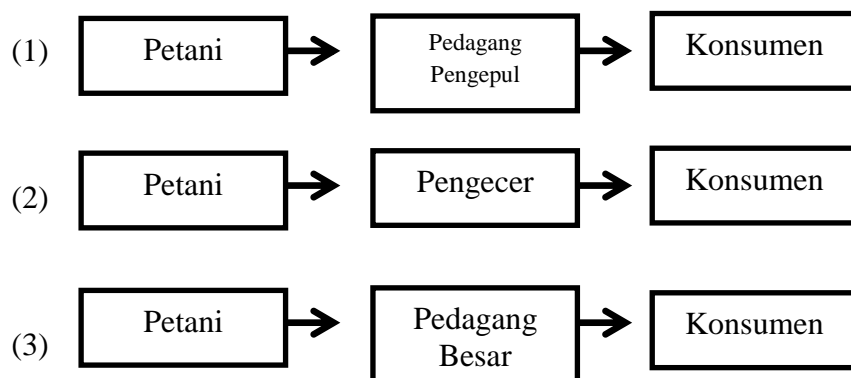 (1) Petani Pedagang Pengepul Konsumen
(2) Petani Pengecer Konsumen
(3) Petani Pedagang Besar Konsumen